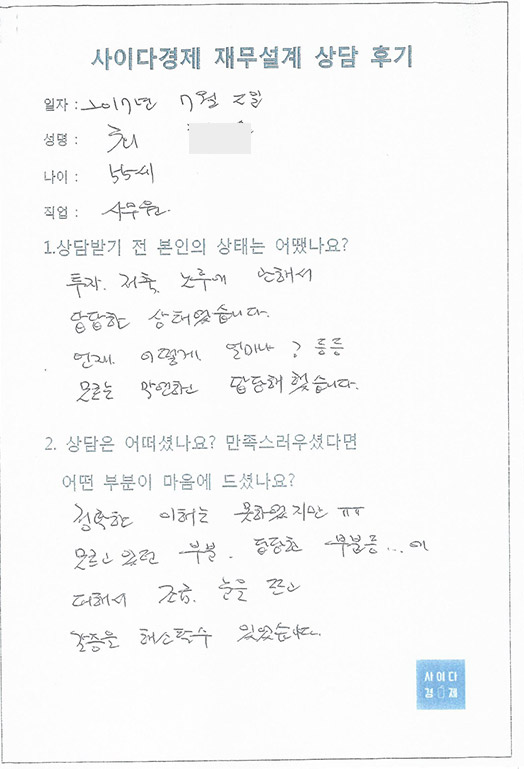 사이다경제 재무설계 상담 후기
일자 : 2017년 7월 2일
성명 : 최
나이 : 55세
직업 : 사무원
1.상담받기 전 본인의 상태는 어땠나요?
투자. 저축, 노후에 대해서
답답한 상태였습니다.
언제. 어떻게. 얼마나 ? 등등
모르는 막연하고 답답해 했습니다.
2. 상담은 어떠셨나요? 만족스러우셨다면
어떤 부분이 마음에 드셨나요?
정확한 이해는 못하였지만 ㅠㅠ
모르고 있던 부분. 답답한 부분등... 에
대해서 조금. 눈을 뜨고
갈증을 해소할수 있었습니다.
사이다
경제